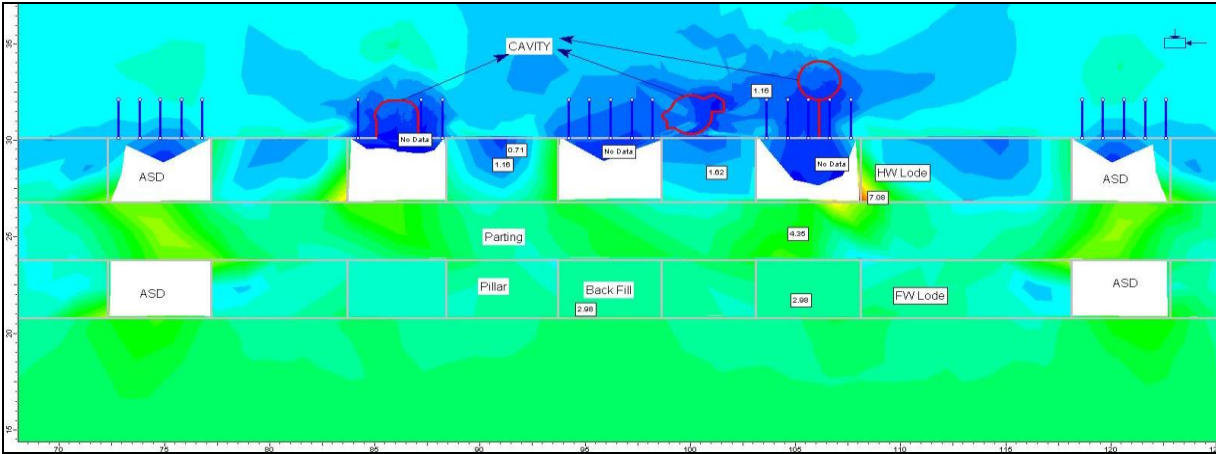 35
CAVITY
1.16
30
No Data
0.71
1.16
No Data
1.62
No Data
HW Lode
7.08
ASD
ASD
25
Parting
4.35
ASD
Pillar
Back Fill
2.98
2.98
FW Lode
ASD
20
15
70
75
80
85
90
95
100
105
110
115
120